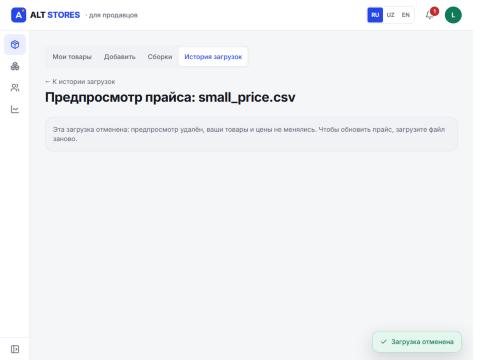 A ALT STORES · для продавцов
RU UZ EN
1
L
Мои товары Добавить Сборки История загрузок
← К истории загрузок
Предпросмотр прайса: small_price.csv
Эта загрузка отменена: предпросмотр удалён, ваши товары и цены не менялись. Чтобы обновить прайс, загрузите файл
заново.
Загрузка отменена